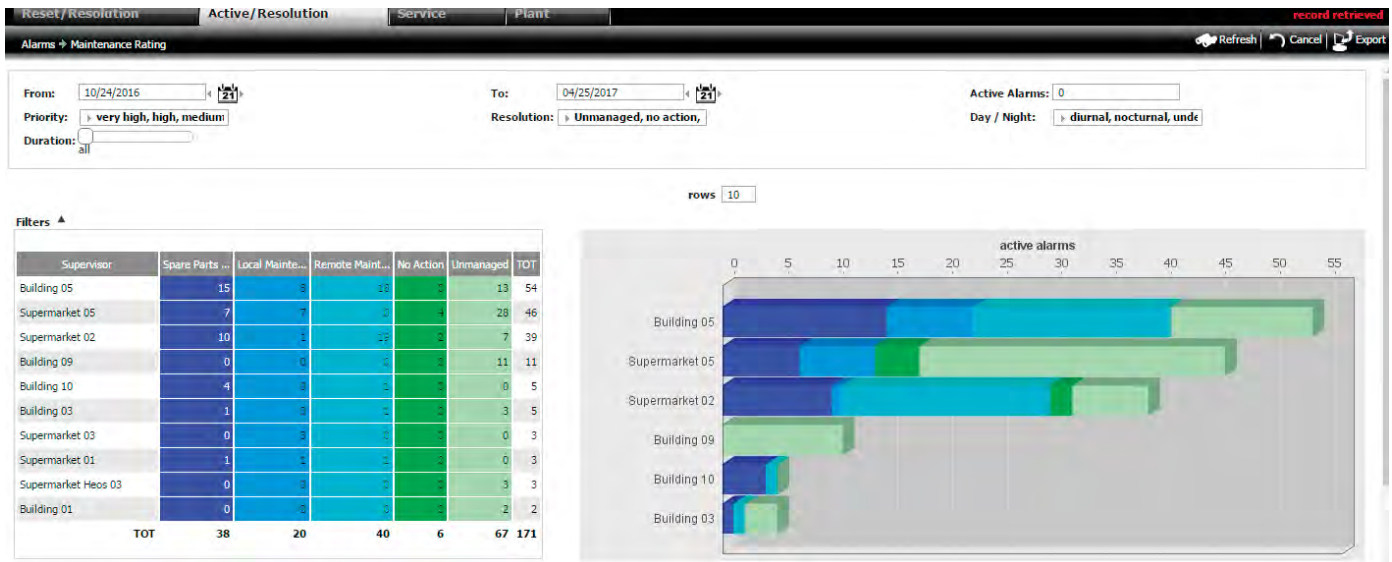 Reset/Resolution Active/Resolution Service Plant record retrieved
Alarms Maintenance Rating Refresh Cancel Export
From: 10/24/2016 21 To: 04/25/2017 21 Active Alarms: 0
Priority: very high, high, medium Resolution: Unmanaged, no action, Day / Night: diurnal, nocturnal, unde
Duration: all
rows 10
Filters
Supervisor Spare Parts ... Local Mainte... Remote Maint... No Action Unmanaged TOT
Building 05 15 13 54
Supermarket 05 7 7 4 28 46
Supermarket 02 10 1 19 2 7 39
Building 09 0 0 11 11
Building 10 4 0 5
Building 03 1 3 5
Supermarket 03 0 3 0 3
Supermarket 01 1 0 3
Supermarket Heos 03 0 3 3
Building 01 0 2 2
TOT 38 20 40 6 67 171
active alarms
0 5 10 15 20 25 30 35 40 45 50 55
Building 05
Supermarket 05
Supermarket 02
Building 09
Building 10
Building 03